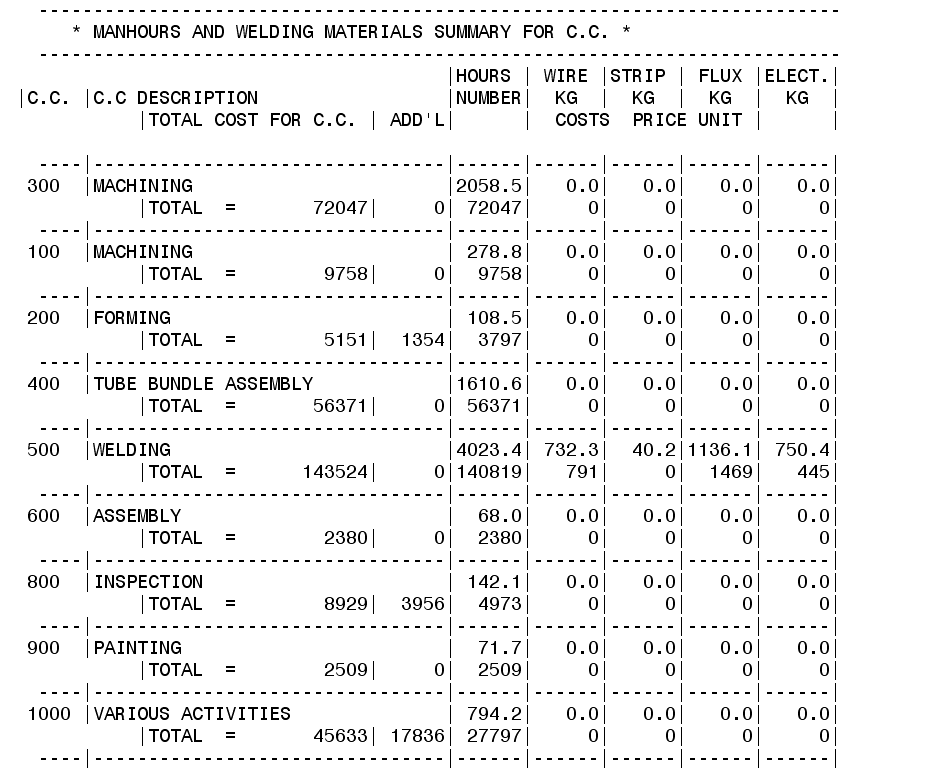 --------------------------------------------------------------------------
* MANHOURS AND WELDING MATERIALS SUMMARY FOR C.C. *
--------------------------------------------------------------------------
|HOURS | WIRE |STRIP | FLUX |ELECT.|
|C.C. |C.C DESCRIPTION |NUMBER| KG | KG | KG | KG |
|TOTAL COST FOR C.C. | ADD'L| | COSTS PRICE UNIT | |
----|--------------------------------|------|------|------|------|------|
300 |MACHINING |2058.5| 0.0| 0.0| 0.0| 0.0|
|TOTAL = 72047| 0| 72047| 0| 0| 0| 0|
----|--------------------------------|------|------|------|------|------|
100 |MACHINING | 278.8| 0.0| 0.0| 0.0| 0.0|
|TOTAL = 9758| 0| 9758| 0| 0| 0| 0|
----|--------------------------------|------|------|------|------|------|
200 |FORMING | 108.5| 0.0| 0.0| 0.0| 0.0|
|TOTAL = 5151| 1354| 3797| 0| 0| 0| 0|
----|--------------------------------|------|------|------|------|------|
400 |TUBE BUNDLE ASSEMBLY |1610.6| 0.0| 0.0| 0.0| 0.0|
|TOTAL = 56371| 0| 56371| 0| 0| 0| 0|
----|--------------------------------|------|------|------|------|------|
500 |WELDING |4023.4| 732.3| 40.2|1136.1| 750.4|
|TOTAL = 143524| 0|140819| 791| 0| 1469| 445|
----|--------------------------------|------|------|------|------|------|
600 |ASSEMBLY | 68.0| 0.0| 0.0| 0.0| 0.0|
|TOTAL = 2380| 0| 2380| 0| 0| 0| 0|
----|--------------------------------|------|------|------|------|------|
800 |INSPECTION | 142.1| 0.0| 0.0| 0.0| 0.0|
|TOTAL = 8929| 3956| 4973| 0| 0| 0| 0|
----|--------------------------------|------|------|------|------|------|
900 |PAINTING | 71.7| 0.0| 0.0| 0.0| 0.0|
|TOTAL = 2509| 0| 2509| 0| 0| 0| 0|
----|--------------------------------|------|------|------|------|------|
1000 |VARIOUS ACTIVITIES | 794.2| 0.0| 0.0| 0.0| 0.0|
|TOTAL = 45633| 17836| 27797| 0| 0| 0| 0|
----|--------------------------------|------|------|------|------|------|